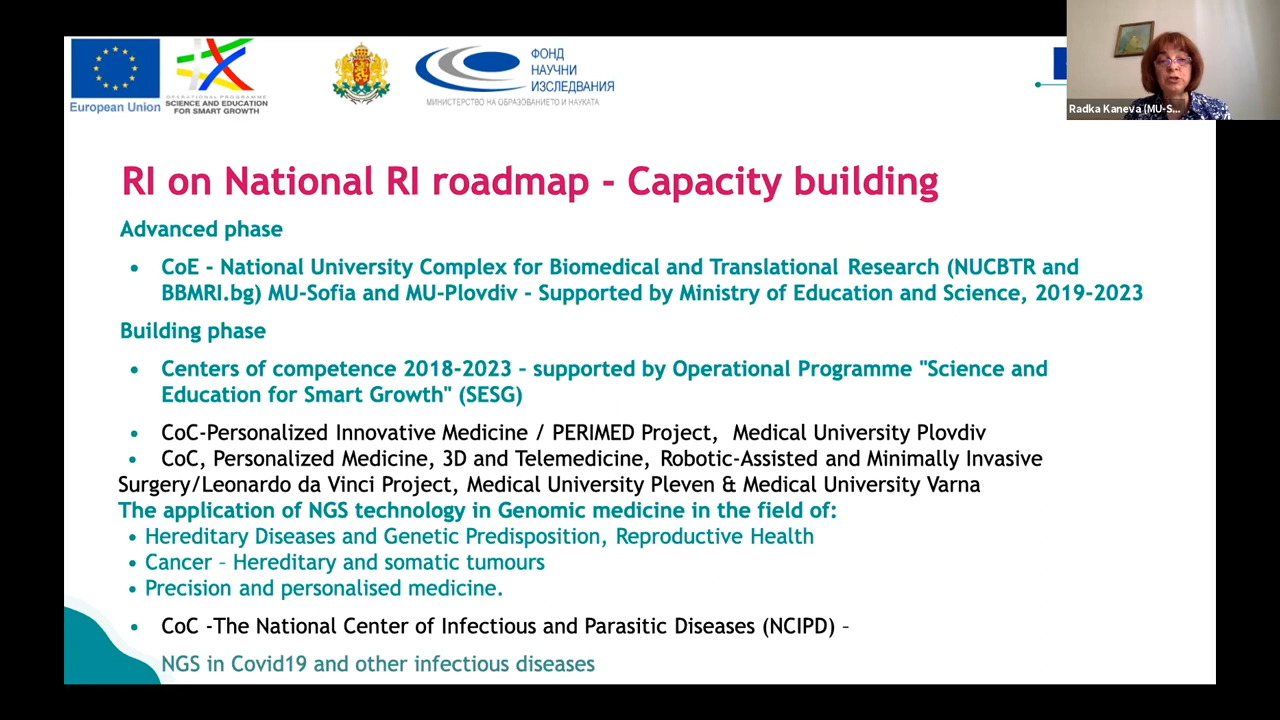 European Union
OPERATIONAL PROGRAMME
SCIENCE AND EDUCATION
FOR SMART GROWTH
ФОНД
НАУЧНИ
ИЗСЛЕДВАНИЯ
МИНИСТЕРСТВО НА ОБРАЗОВАНИЕТО И НАУКАТА
Radka Kaneva (MU-S...
RI on National RI roadmap - Capacity building
Advanced phase
• CoE - National University Complex for Biomedical and Translational Research (NUCBTR and
BBMRI.bg) MU-Sofia and MU-Plovdiv - Supported by Ministry of Education and Science, 2019-2023
Building phase
• Centers of competence 2018-2023 – supported by Operational Programme "Science and
Education for Smart Growth" (SESG)
• CoC-Personalized Innovative Medicine / PERIMED Project, Medical University Plovdiv
• CoC, Personalized Medicine, 3D and Telemedicine, Robotic-Assisted and Minimally Invasive
Surgery/Leonardo da Vinci Project, Medical University Pleven & Medical University Varna
The application of NGS technology in Genomic medicine in the field of:
• Hereditary Diseases and Genetic Predisposition, Reproductive Health
• Cancer – Hereditary and somatic tumours
• Precision and personalised medicine.
• CoC -The National Center of Infectious and Parasitic Diseases (NCIPD) –
NGS in Covid19 and other infectious diseases